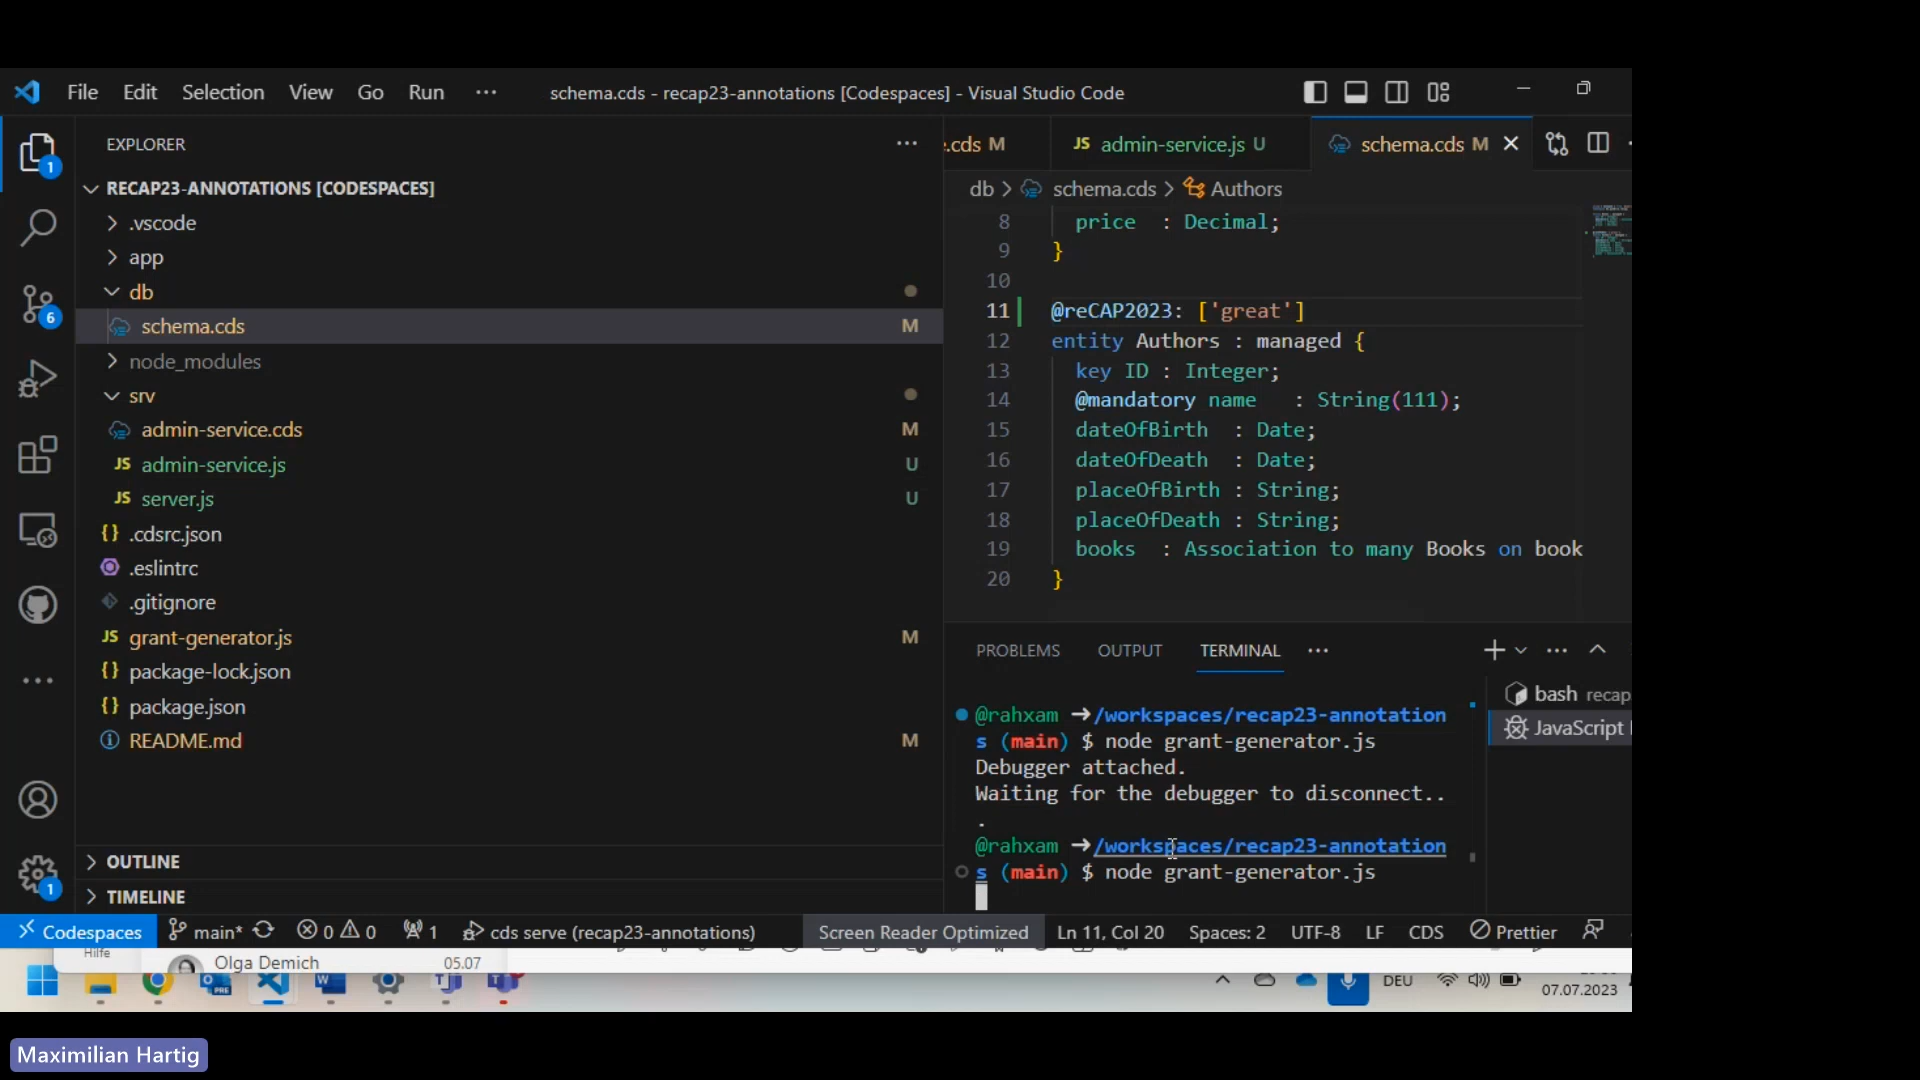 File Edit Selection View Go Run ··· schema.cds - recap23-annotations [Codespaces] - Visual Studio Code
EXPLORER ···
RECAP23-ANNOTATIONS [CODESPACES]
.vscode
app
db
schema.cds M
node_modules
srv
admin-service.cds M
JS admin-service.js U
JS server.js U
{} .cdsrc.json
.eslintrc
.gitignore
JS grant-generator.js M
{} package-lock.json
{} package.json
README.md M
OUTLINE
TIMELINE
1
6
1
.cds M JS admin-service.js U schema.cds M
db > schema.cds > Authors
8 price : Decimal;
9 }
10
11 @reCAP2023: ['great']
12 entity Authors : managed {
13 key ID : Integer;
14 @mandatory name : String(111);
15 dateOfBirth : Date;
16 dateOfDeath : Date;
17 placeOfBirth : String;
18 placeOfDeath : String;
19 books : Association to many Books on book
20 }
PROBLEMS OUTPUT TERMINAL ···
bash recap
JavaScript
@rahxam ➜/workspaces/recap23-annotation
s (main) $ node grant-generator.js
Debugger attached.
Waiting for the debugger to disconnect..
.
@rahxam ➜/workspaces/recap23-annotation
s (main) $ node grant-generator.js
Codespaces main* 0 0 1 cds serve (recap23-annotations) Screen Reader Optimized Ln 11, Col 20 Spaces: 2 UTF-8 LF CDS Prettier
Hilfe Olga Demich 05.07
DEU
07.07.2023
Maximilian Hartig